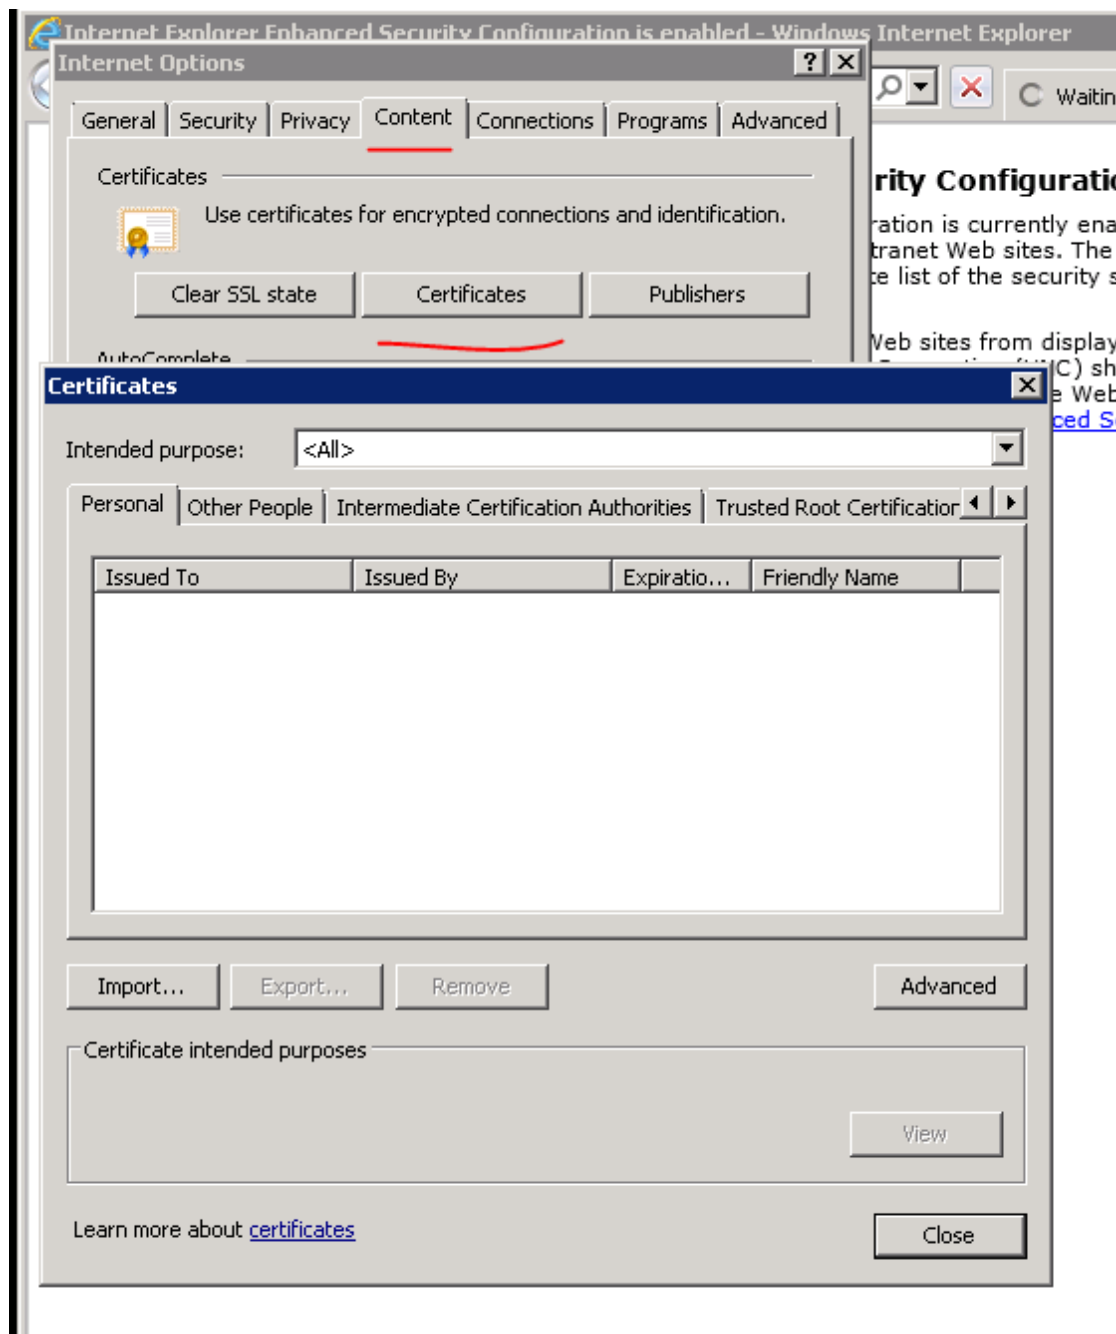 Internet Explorer Enhanced Security Configuration is enabled - Windows Internet Explorer
Internet Options
Waitin
General Security Privacy Content Connections Programs Advanced
Certificates
Use certificates for encrypted connections and identification.
Clear SSL state Certificates Publishers
AutoComplete
rity Configuratio
ration is currently ena
tranet Web sites. The
te list of the security s
Web sites from display
C) sh
e Web
ced S
Certificates
Intended purpose: <All>
Personal Other People Intermediate Certification Authorities Trusted Root Certification
Issued To Issued By Expiratio... Friendly Name
Import... Export... Remove Advanced
Certificate intended purposes
View
Learn more about certificates
Close